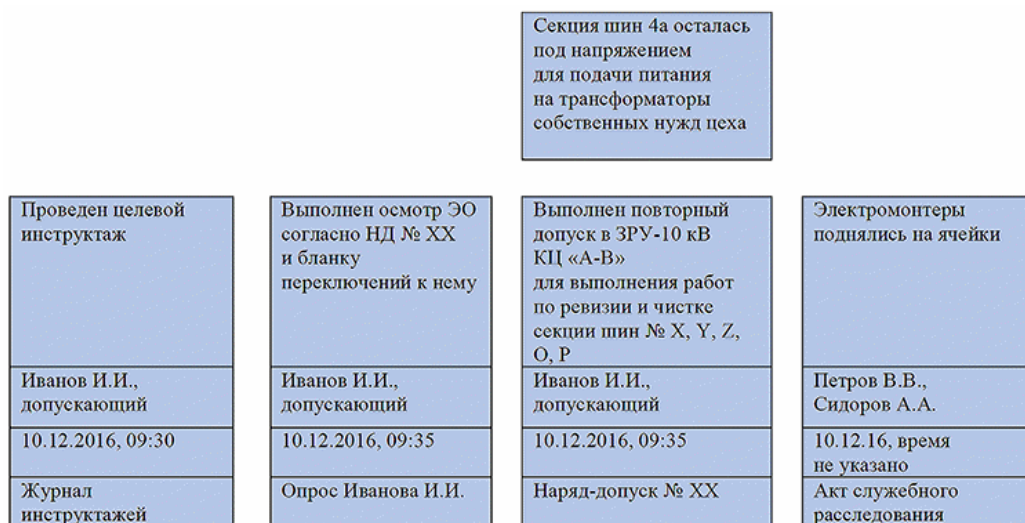 Секция шин 4а осталась
под напряжением
для подачи питания
на трансформаторы
собственных нужд цеха
Проведен целевой
инструктаж
Иванов И.И.,
допускающий
10.12.2016, 09:30
Журнал
инструктажей
Выполнен осмотр ЭО
согласно НД № XX
и бланку
переключений к нему
Иванов И.И.,
допускающий
10.12.2016, 09:35
Опрос Иванова И.И.
Выполнен повторный
допуск в ЗРУ-10 кВ
КЦ «А-В»
для выполнения работ
по ревизии и чистке
секции шин № X, Y, Z,
O, P
Иванов И.И.,
допускающий
10.12.2016, 09:35
Наряд-допуск № XX
Электромонтеры
поднялись на ячейки
Петров В.В.,
Сидоров А.А.
10.12.16, время
не указано
Акт служебного
расследования